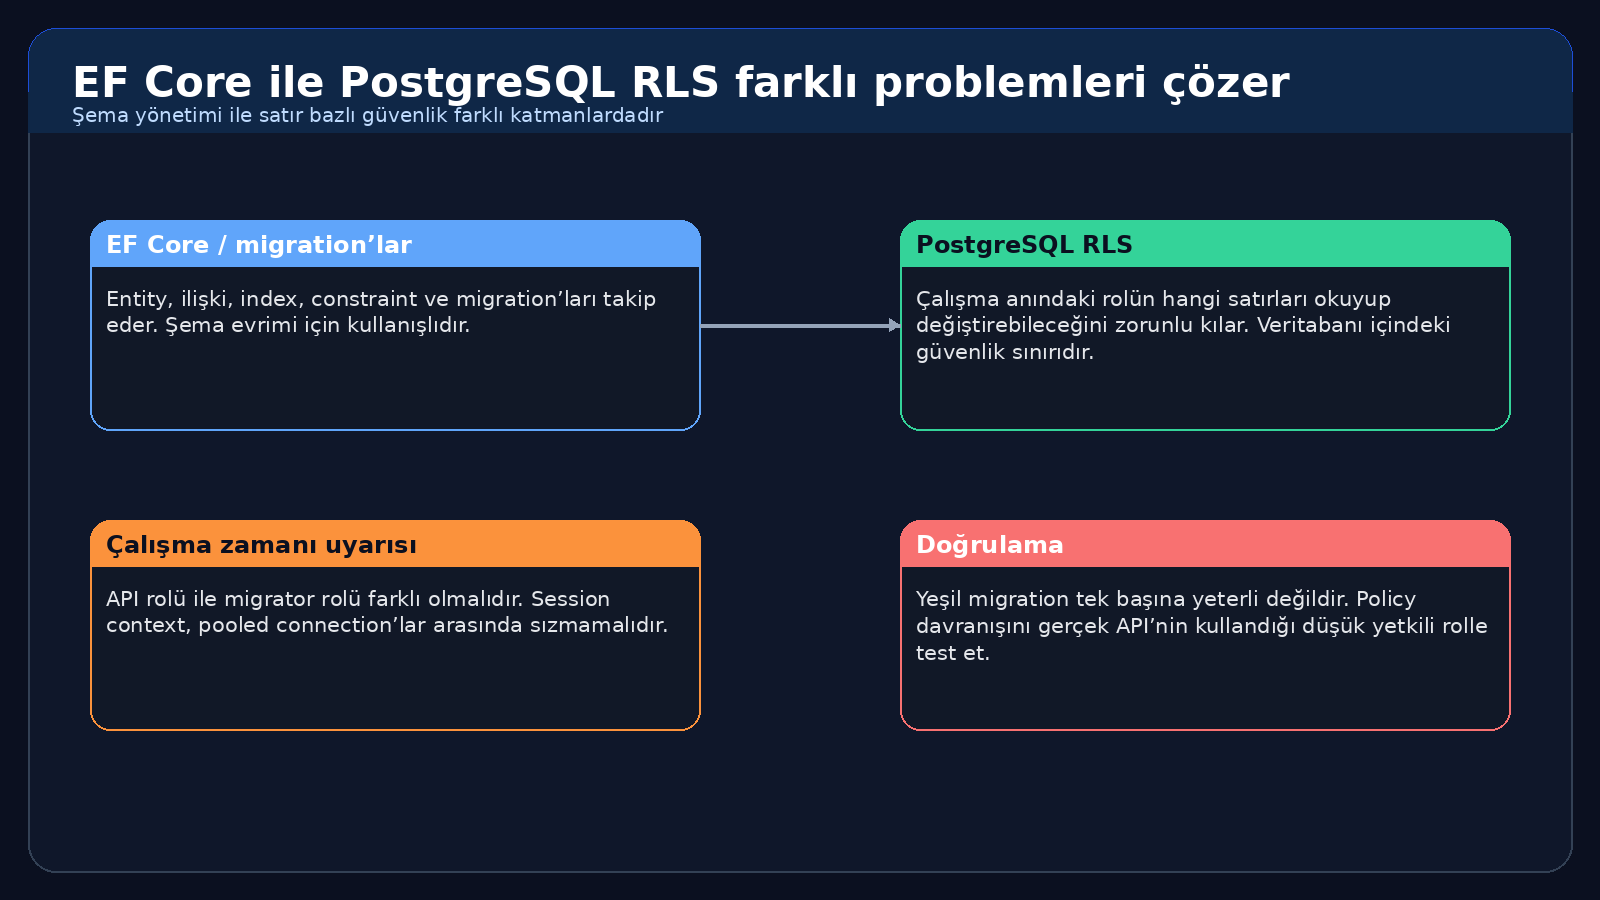 EF Core ile PostgreSQL RLS farklı problemleri çözer
Şema yönetimi ile satır bazlı güvenlik farklı katmanlardadır
EF Core / migration’lar
Entity, ilişki, index, constraint ve migration’ları takip
eder. Şema evrimi için kullanışlıdır.
PostgreSQL RLS
Çalışma anındaki rolün hangi satırları okuyup
değiştirebileceğini zorunlu kılar. Veritabanı içindeki
güvenlik sınırıdır.
Çalışma zamanı uyarısı
API rolü ile migrator rolü farklı olmalıdır. Session
context, pooled connection’lar arasında sızmamalıdır.
Doğrulama
Yeşil migration tek başına yeterli değildir. Policy
davranışını gerçek API’nin kullandığı düşük yetkili rolle
test et.